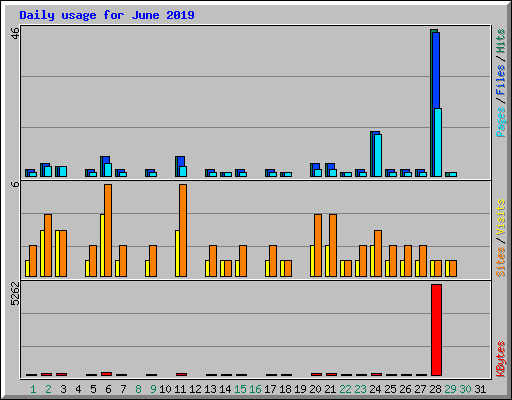 Daily usage for June 2019
46
6
5262
Pages / Files / Hits
Sites / Visits
KBytes
1 2 3 4 5 6 7 8 9 10 11 12 13 14 15 16 17 18 19 20 21 22 23 24 25 26 27 28 29 30 31